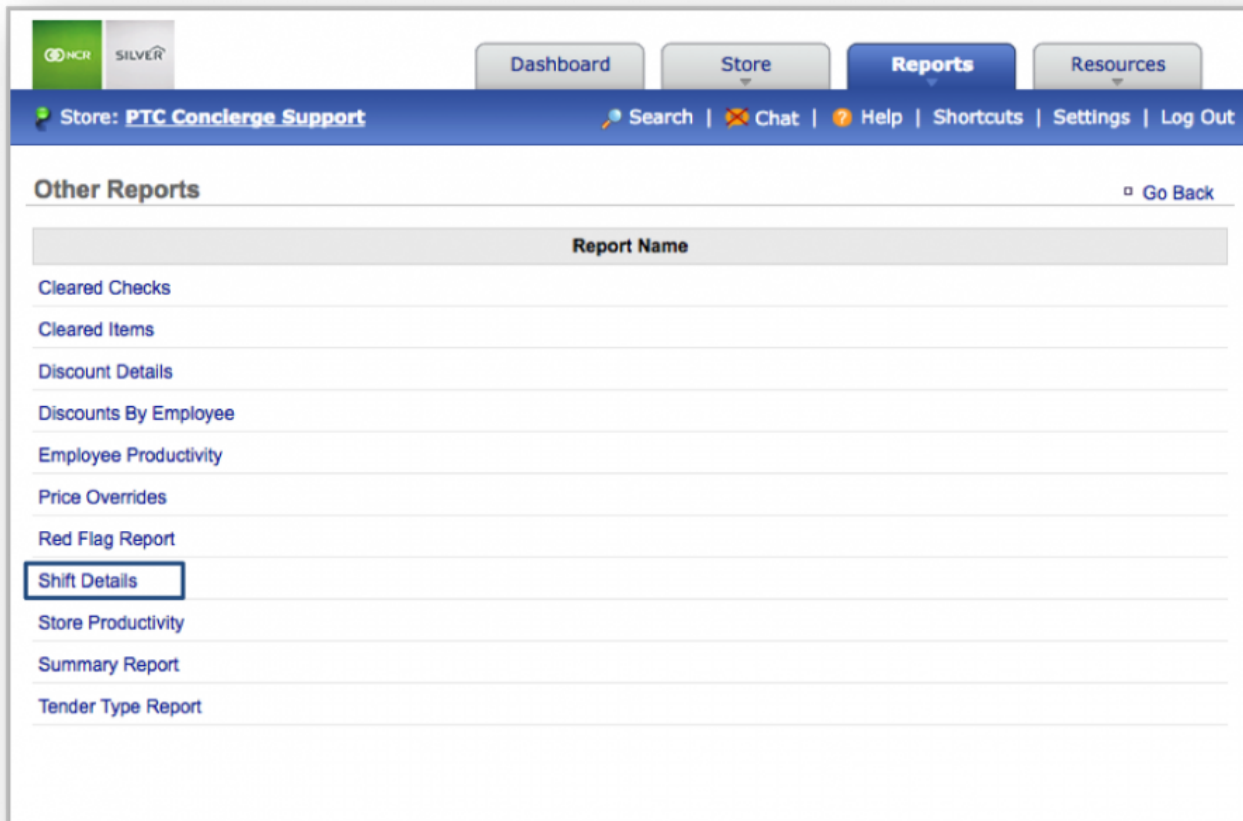 NCR SILVER
Dashboard Store Reports Resources
Store: PTC Concierge Support Search | Chat | Help | Shortcuts | Settings | Log Out
Other Reports Go Back
Report Name
Cleared Checks
Cleared Items
Discount Details
Discounts By Employee
Employee Productivity
Price Overrides
Red Flag Report
Shift Details
Store Productivity
Summary Report
Tender Type Report